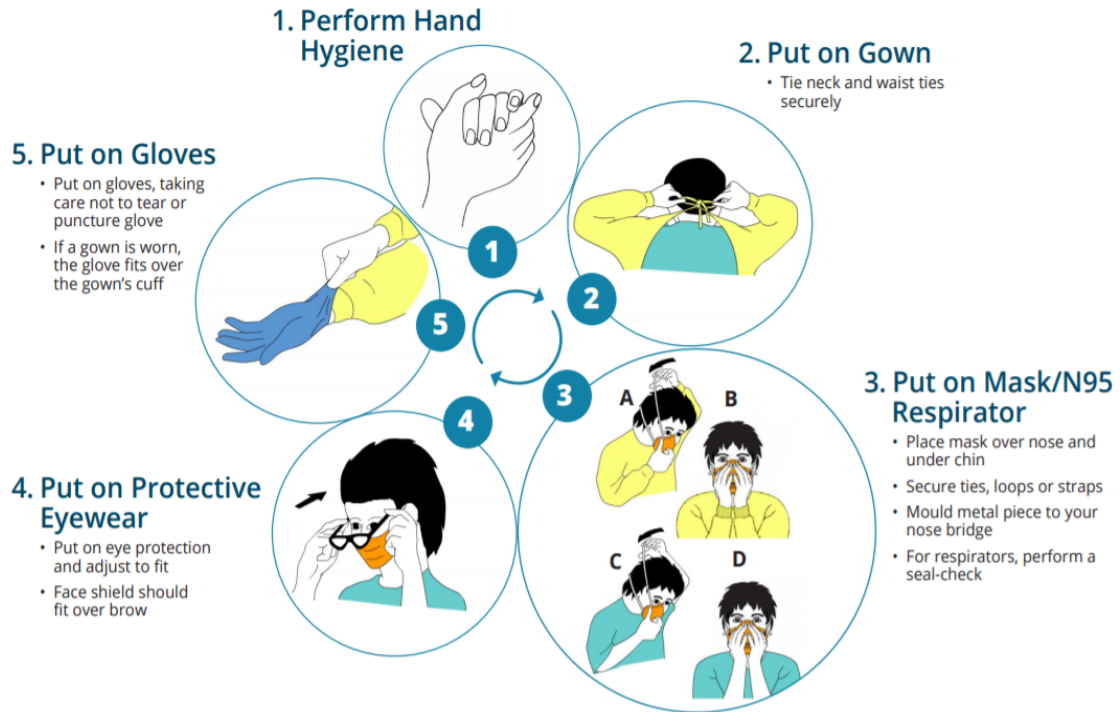 1. Perform Hand
Hygiene
2. Put on Gown
• Tie neck and waist ties
securely
3. Put on Mask/N95
Respirator
• Place mask over nose and
under chin
• Secure ties, loops or straps
• Mould metal piece to your
nose bridge
• For respirators, perform a
seal-check
4. Put on Protective
Eyewear
• Put on eye protection
and adjust to fit
• Face shield should
fit over brow
5. Put on Gloves
• Put on gloves, taking
care not to tear or
puncture glove
• If a gown is worn,
the glove fits over
the gown's cuff
1
2
3
4
5
A
B
C
D